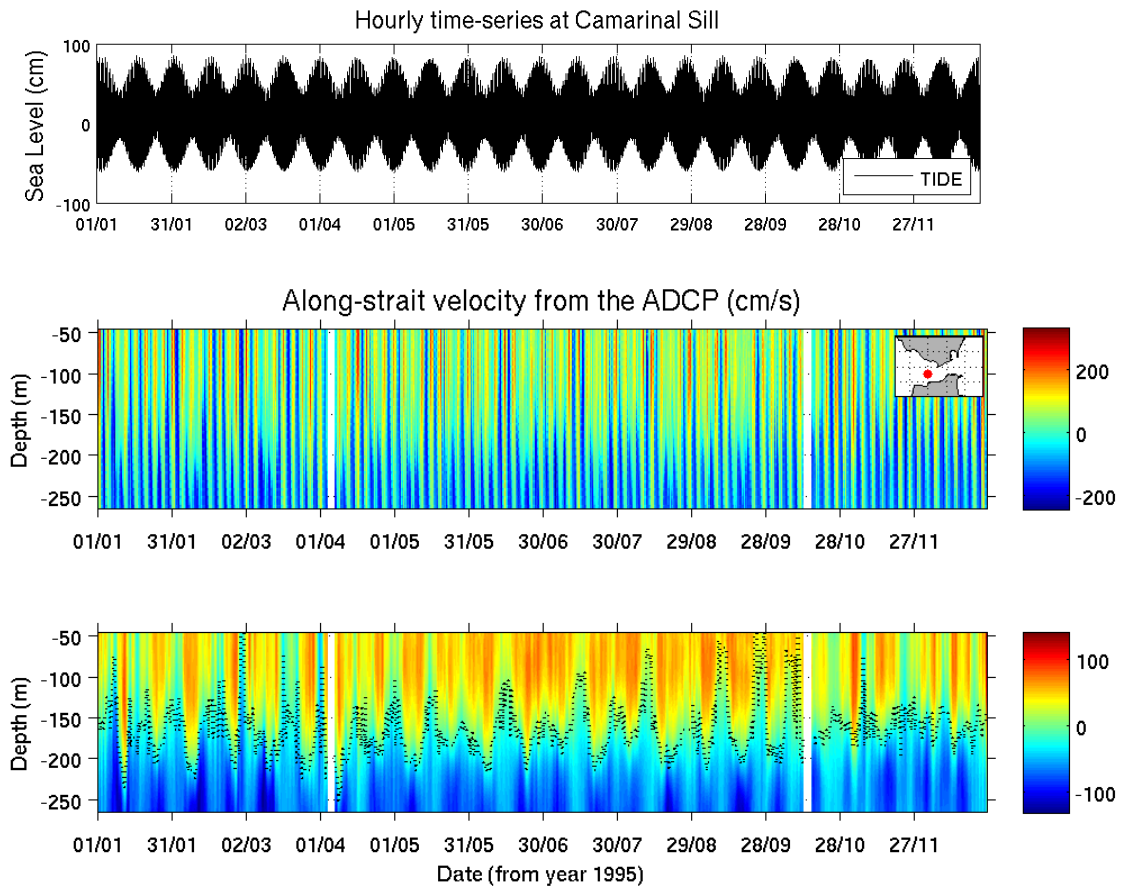 Hourly time-series at Camarinal Sill
Sea Level (cm)
100
0
-100
TIDE
01/01 31/01 02/03 01/04 01/05 31/05 30/06 30/07 29/08 28/09 28/10 27/11
Along-strait velocity from the ADCP (cm/s)
Depth (m)
-50
-100
-150
-200
-250
200
0
-200
01/01 31/01 02/03 01/04 01/05 31/05 30/06 30/07 29/08 28/09 28/10 27/11
Depth (m)
-50
-100
-150
-200
-250
100
0
-100
01/01 31/01 02/03 01/04 01/05 31/05 30/06 30/07 29/08 28/09 28/10 27/11
Date (from year 1995)